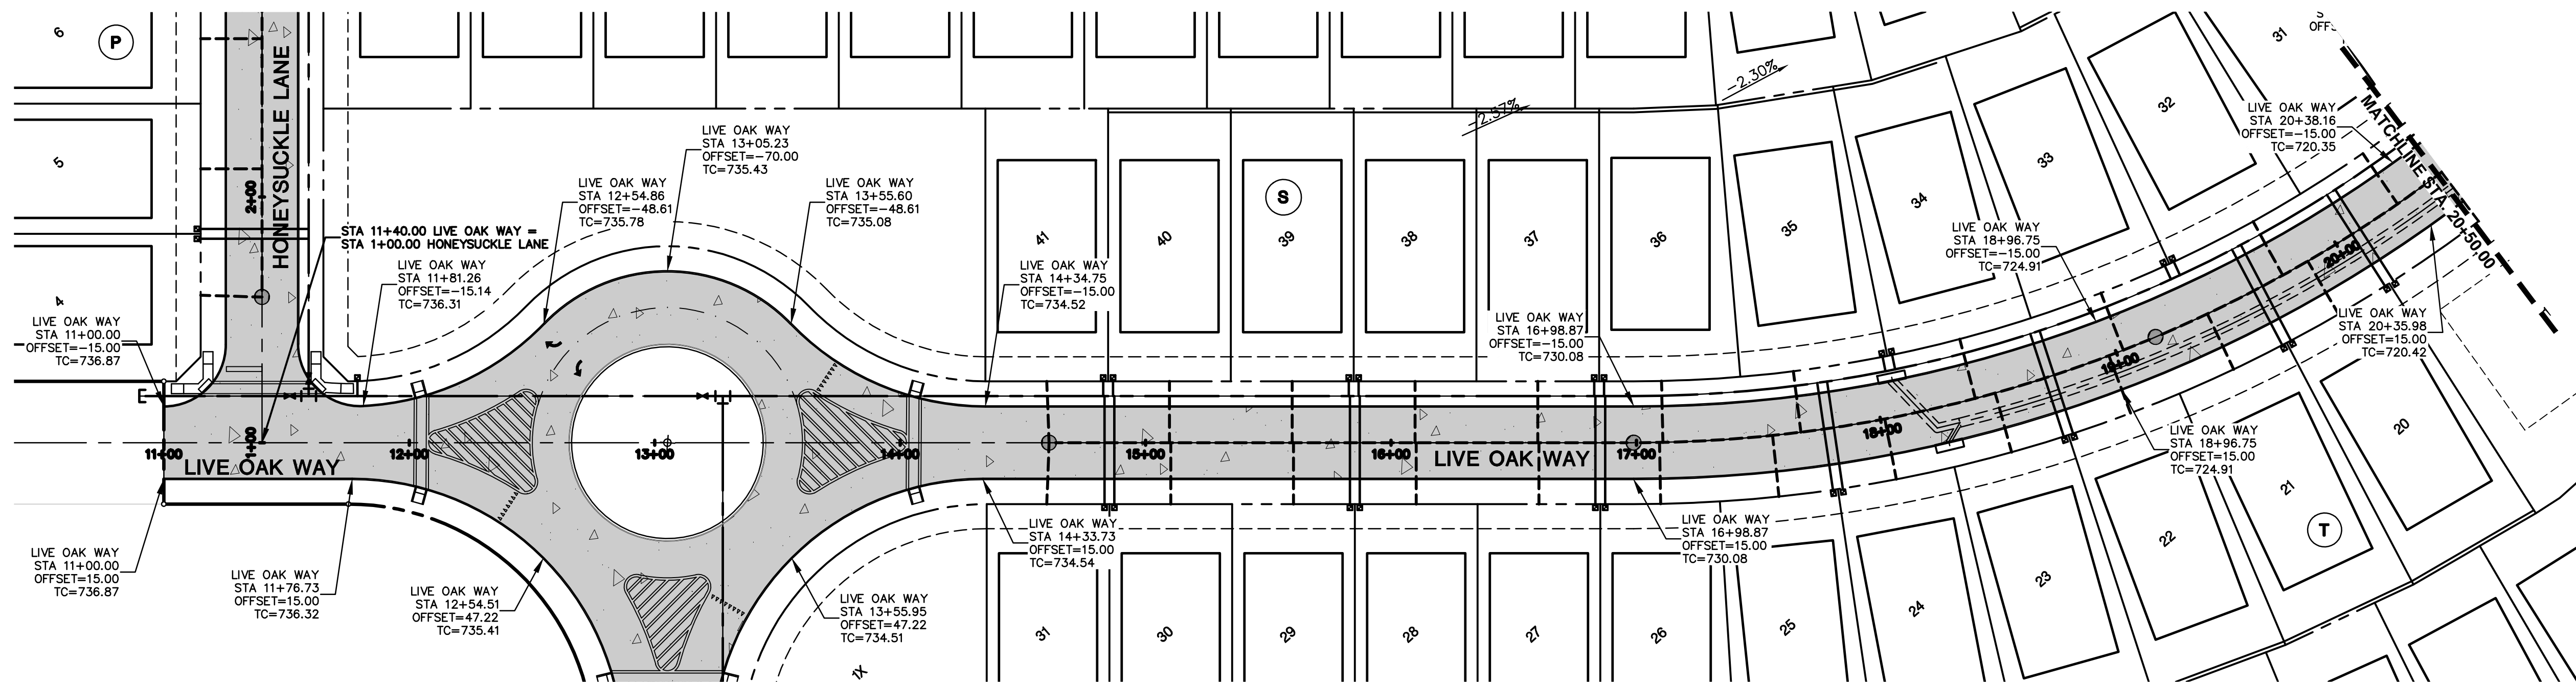 6
P
5
4
HONEYSUCKLE LANE
2+00
1+00
STA 11+40.00 LIVE OAK WAY =
STA 1+00.00 HONEYSUCKLE LANE
LIVE OAK WAY
STA 11+00.00
OFFSET=-15.00
TC=736.87
LIVE OAK WAY
STA 11+81.26
OFFSET=-15.14
TC=736.31
LIVE OAK WAY
STA 12+54.86
OFFSET=-48.61
TC=735.78
LIVE OAK WAY
STA 13+05.23
OFFSET=-70.00
TC=735.43
LIVE OAK WAY
STA 13+55.60
OFFSET=-48.61
TC=735.08
LIVE OAK WAY
STA 14+34.75
OFFSET=-15.00
TC=734.52
LIVE OAK WAY
STA 16+98.87
OFFSET=-15.00
TC=730.08
LIVE OAK WAY
STA 18+96.75
OFFSET=-15.00
TC=724.91
LIVE OAK WAY
STA 20+38.16
OFFSET=-15.00
TC=720.35
-2.57%
-2.30%
41
40
S
39
38
37
36
35
34
33
32
31
OFFS
MATCHLINE STA. 20+50.00
11+00
LIVE OAK WAY
12+00
13+00
14+00
15+00
16+00
LIVE OAK WAY
17+00
18+00
19+00
20+00
LIVE OAK WAY
STA 11+00.00
OFFSET=15.00
TC=736.87
LIVE OAK WAY
STA 11+76.73
OFFSET=15.00
TC=736.32
LIVE OAK WAY
STA 12+54.51
OFFSET=47.22
TC=735.41
LIVE OAK WAY
STA 13+55.95
OFFSET=47.22
TC=734.51
LIVE OAK WAY
STA 14+33.73
OFFSET=15.00
TC=734.54
LIVE OAK WAY
STA 16+98.87
OFFSET=15.00
TC=730.08
LIVE OAK WAY
STA 18+96.75
OFFSET=15.00
TC=724.91
LIVE OAK WAY
STA 20+35.98
OFFSET=15.00
TC=720.42
1X
31
30
29
28
27
26
25
24
23
22
21
20
T